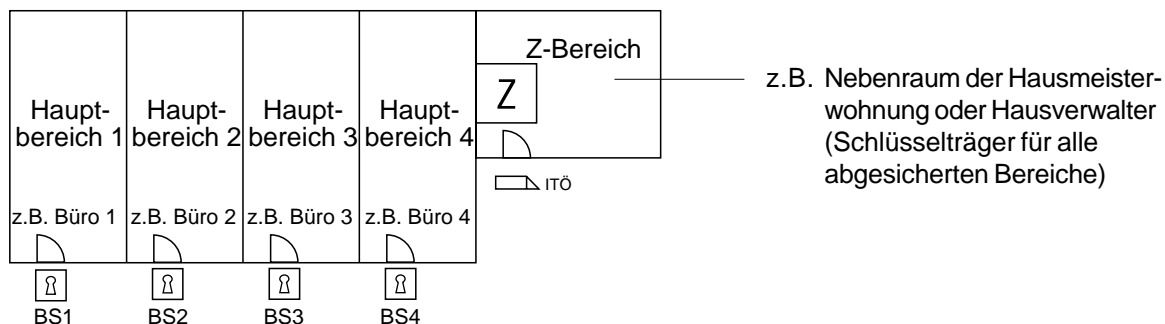 Z-Bereich
Z
z.B. Nebenraum der Hausmeister-
wohnung oder Hausverwalter
(Schlüsselträger für alle
abgesicherten Bereiche)
Haupt-
bereich 1
Haupt-
bereich 2
Haupt-
bereich 3
Haupt-
bereich 4
ITÖ
z.B. Büro 1
z.B. Büro 2
z.B. Büro 3
z.B. Büro 4
BS1
BS2
BS3
BS4